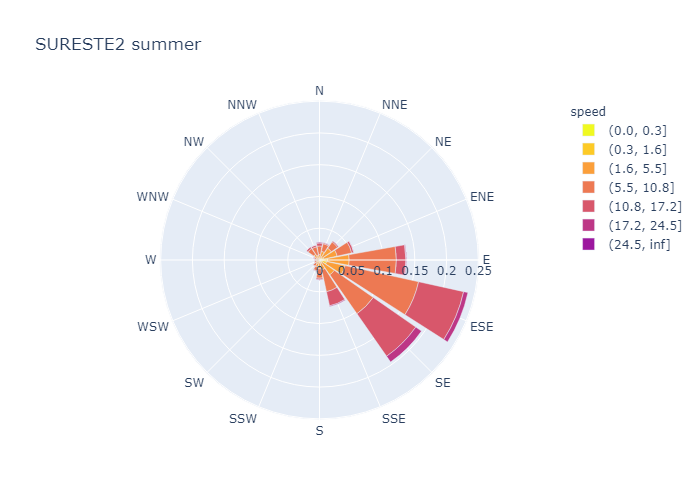 SURESTE2 summer
N
NNE
NE
ENE
E
ESE
SE
SSE
S
SSW
SW
WSW
W
WNW
NW
NNW
0 0.05 0.1 0.15 0.2 0.25
speed
(0.0, 0.3]
(0.3, 1.6]
(1.6, 5.5]
(5.5, 10.8]
(10.8, 17.2]
(17.2, 24.5]
(24.5, inf]